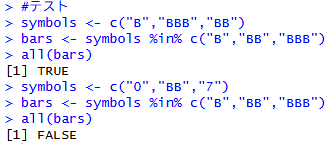 > #テスト
> symbols <- c("B","BBB","BB")
> bars <- symbols %in% c("B","BB","BBB")
> all(bars)
[1] TRUE
> symbols <- c("0","BB","7")
> bars <- symbols %in% c("B","BB","BBB")
> all(bars)
[1] FALSE